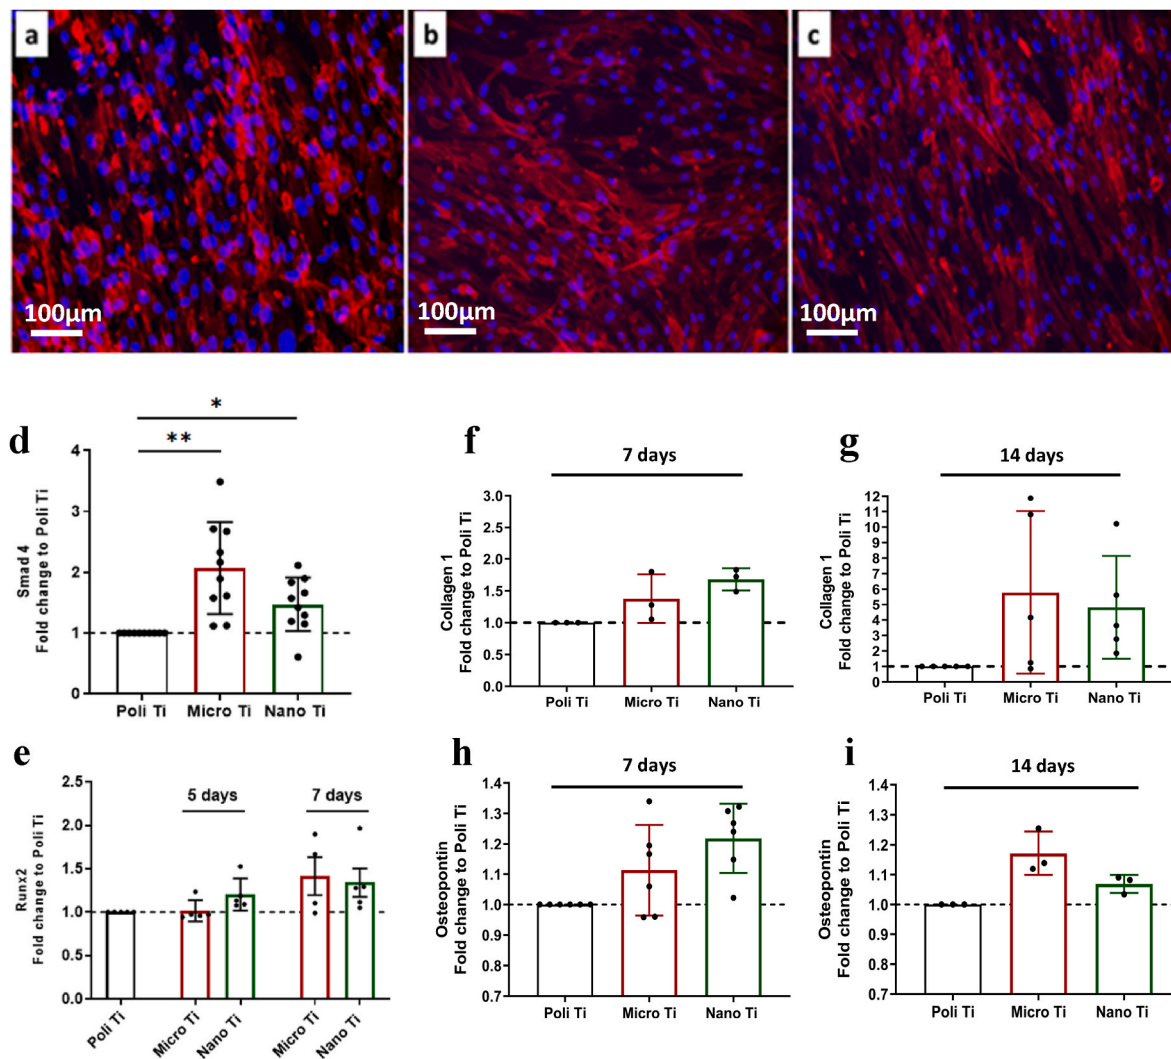 a
b
c
100µm
100µm
100µm
d
*
**
Smad 4
Fold change to Poli Ti
4
3
2
1
0
Poli Ti
Micro Ti
Nano Ti
f
7 days
Collagen 1
Fold change to Poli Ti
3.0
2.5
2.0
1.5
1.0
0.5
0.0
Poli Ti
Micro Ti
Nano Ti
g
14 days
Collagen 1
Fold change to Poli Ti
12
11
10
9
8
7
6
5
4
3
2
1
0
Poli Ti
Micro Ti
Nano Ti
e
5 days
7 days
Runx2
Fold change to Poli Ti
2.5
2.0
1.5
1.0
0.5
0.0
Poli Ti
Micro Ti
Nano Ti
Micro Ti
Nano Ti
h
7 days
Osteopontin
Fold change to Poli Ti
1.4
1.3
1.2
1.1
1.0
0.9
0.8
0.7
Poli Ti
Micro Ti
Nano Ti
i
14 days
Osteopontin
Fold change to Poli Ti
1.4
1.3
1.2
1.1
1.0
0.9
0.8
0.7
Poli Ti
Micro Ti
Nano Ti